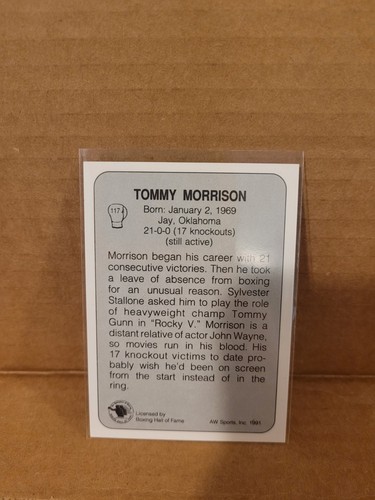 TOMMY MORRISON
117
Born: January 2, 1969
Jay, Oklahoma
21-0-0 (17 knockouts)
(still active)
Morrison began his career with 21
consecutive victories. Then he took
a leave of absence from boxing
for an unusual reason. Sylvester
Stallone asked him to play the role
of heavyweight champ Tommy
Gunn in "Rocky V." Morrison is a
distant relative of actor John Wayne,
so movies run in his blood. His
17 knockout victims to date pro-
bably wish he'd been on screen
from the start instead of in the
ring.
Licensed by
Boxing Hall of Fame
AW Sports, Inc. 1991